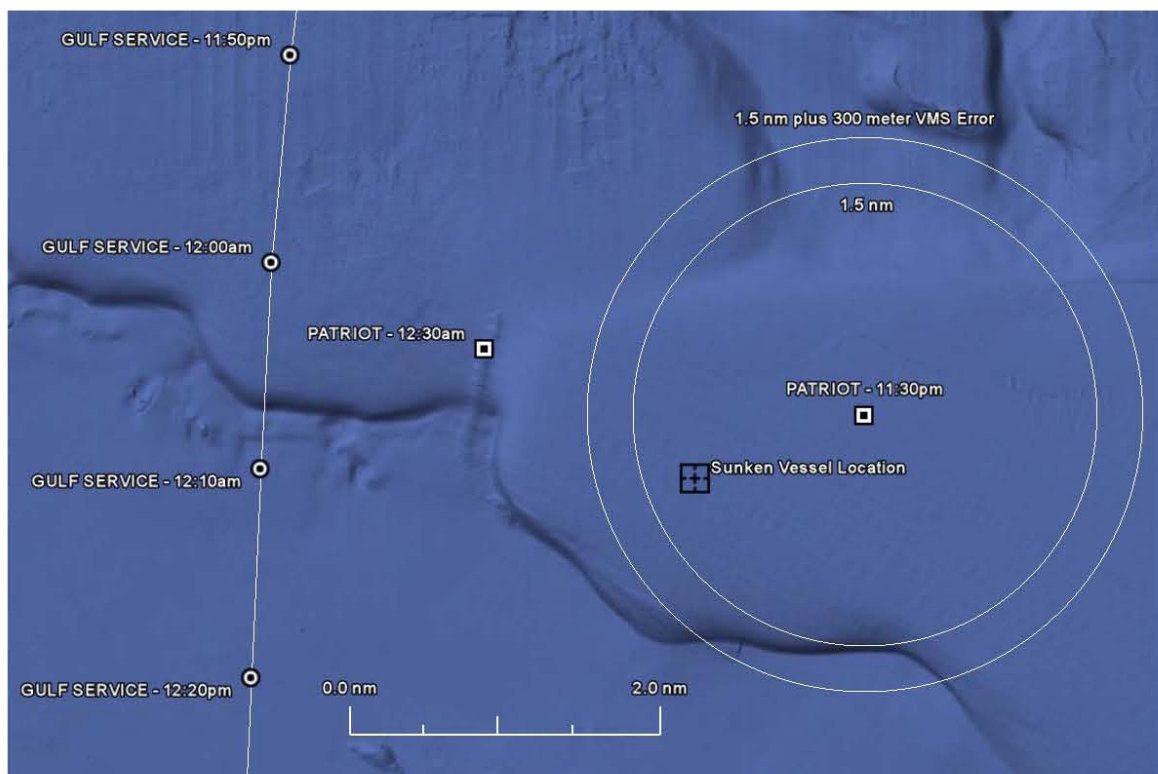 GULF SERVICE - 11:50pm
1.5 nm plus 300 meter VMS Error
1.5 nm
GULF SERVICE - 12:00am
PATRIOT - 12:30am
PATRIOT - 11:30pm
Sunken Vessel Location
GULF SERVICE - 12:10am
GULF SERVICE - 12:20pm
0.0 nm
2.0 nm